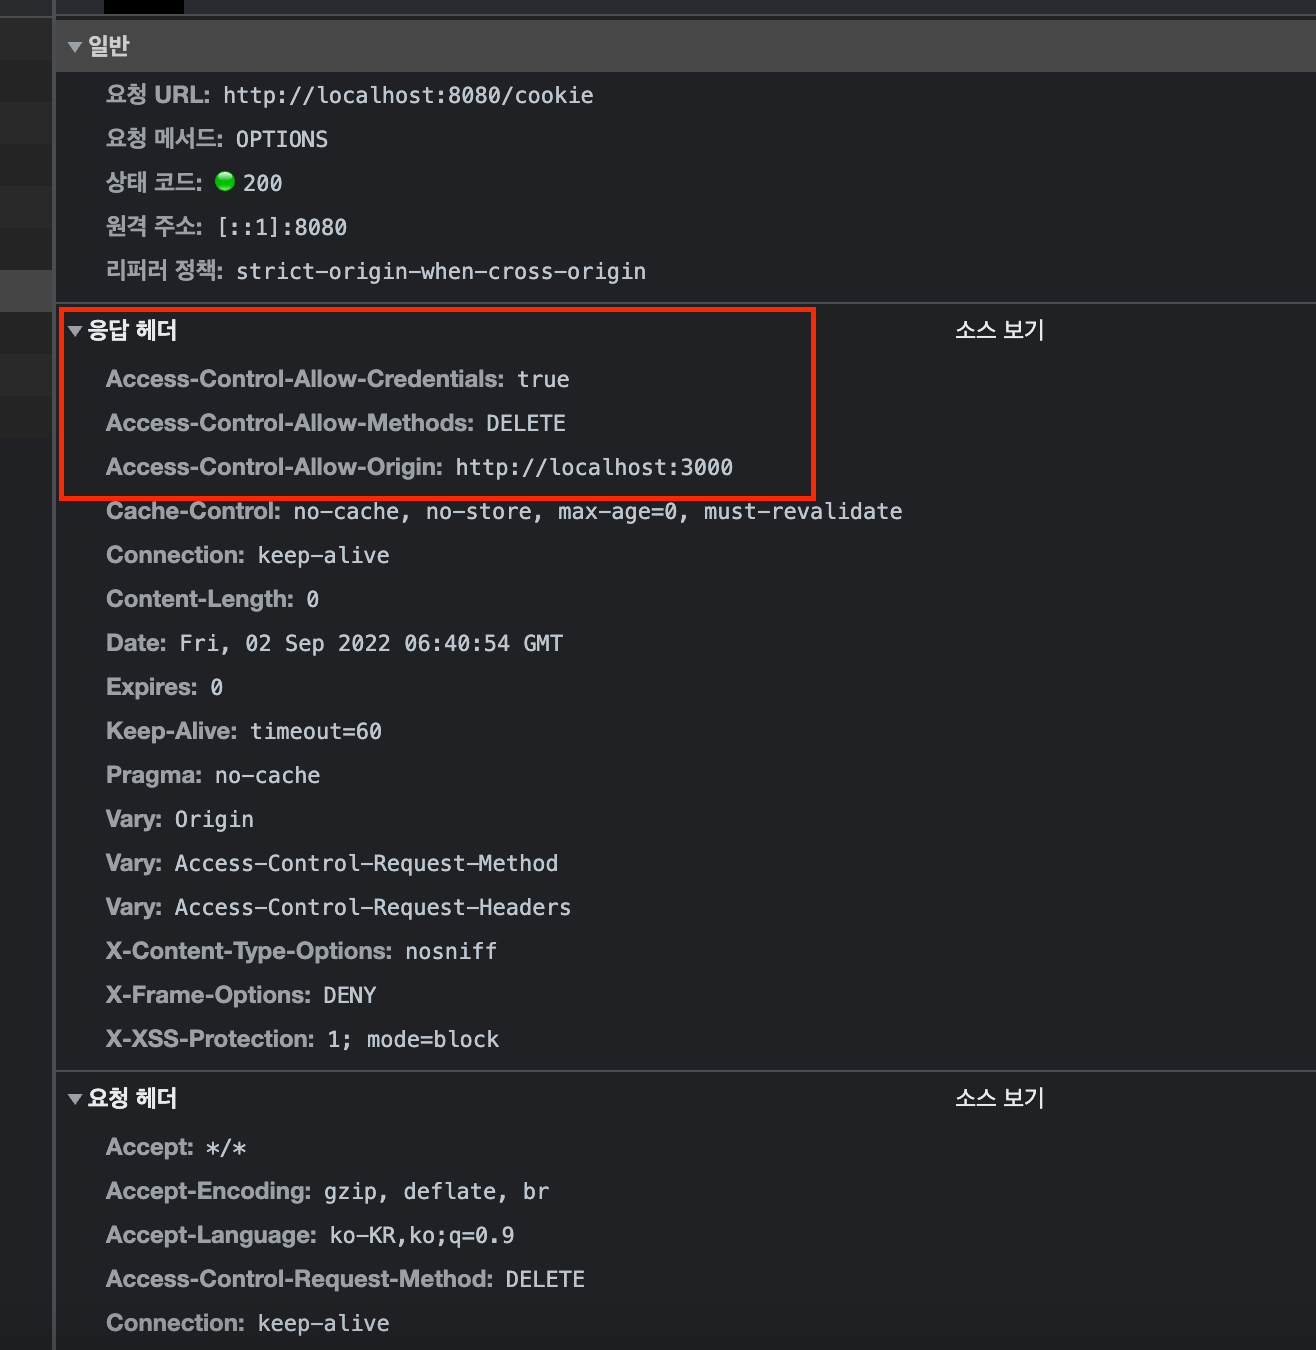 일반
요청 URL: http://localhost:8080/cookie
요청 메서드: OPTIONS
상태 코드: 200
원격 주소: [::1]:8080
리퍼러 정책: strict-origin-when-cross-origin
응답 헤더 소스 보기
Access-Control-Allow-Credentials: true
Access-Control-Allow-Methods: DELETE
Access-Control-Allow-Origin: http://localhost:3000
Cache-Control: no-cache, no-store, max-age=0, must-revalidate
Connection: keep-alive
Content-Length: 0
Date: Fri, 02 Sep 2022 06:40:54 GMT
Expires: 0
Keep-Alive: timeout=60
Pragma: no-cache
Vary: Origin
Vary: Access-Control-Request-Method
Vary: Access-Control-Request-Headers
X-Content-Type-Options: nosniff
X-Frame-Options: DENY
X-XSS-Protection: 1; mode=block
요청 헤더 소스 보기
Accept: */*
Accept-Encoding: gzip, deflate, br
Accept-Language: ko-KR,ko;q=0.9
Access-Control-Request-Method: DELETE
Connection: keep-alive